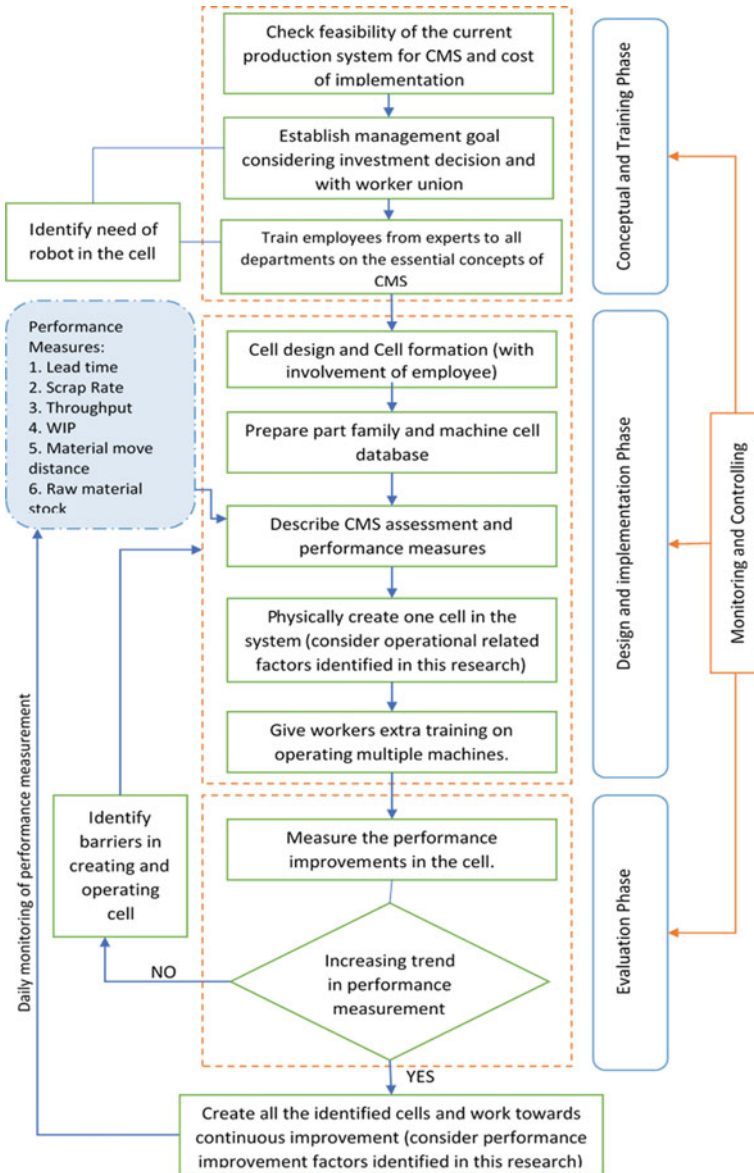 Check feasibility of the current
production system for CMS and cost
of implementation
Establish management goal
considering investment decision and
with worker union
Identify need of
robot in the cell
Train employees from experts to all
departments on the essential concepts of
CMS
Conceptual and Training Phase
Performance
Measures:
1. Lead time
2. Scrap Rate
3. Throughput
4. WIP
5. Material move
distance
6. Raw material
stock
Cell design and Cell formation (with
involvement of employee)
Prepare part family and machine cell
database
Describe CMS assessment and
performance measures
Physically create one cell in the
system (consider operational related
factors identified in this research)
Give workers extra training on
operating multiple machines.
Design and implementation Phase
Monitoring and Controlling
Daily monitoring of performance measurement
Identify
barriers in
creating and
operating
cell
Measure the performance
improvements in the cell.
Increasing trend
in performance
measurement
NO
YES
Evaluation Phase
Create all the identified cells and work towards
continuous improvement (consider performance
improvement factors identified in this research)